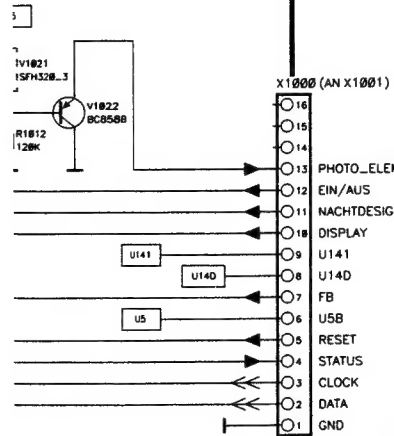 X1000 (AN X1001)
V1021
SFH320_3
V1022
BC858B
R1012
120K
16
15
14
13 PHOTO_ELE
12 EIN/AUS
11 NACHTDESIG
10 DISPLAY
U141
9 U141
U14D
8 U14D
7 FB
U5
6 U5B
5 RESET
4 STATUS
3 CLOCK
2 DATA
1 GND